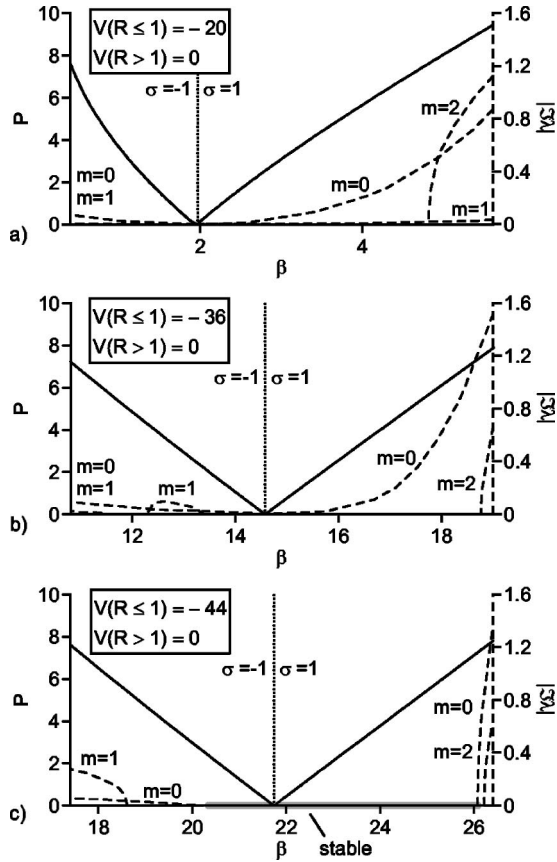 10
8
6
4
2
0
P
V(R ≤ 1) = – 20
V(R > 1) = 0
σ =-1 σ =1
m=0
m=1
m=2
m=0
m=1
1.6
1.2
0.8
0.4
0
|ℑλ|
2 4
β
a)
10
8
6
4
2
0
P
V(R ≤ 1) = – 36
V(R > 1) = 0
σ =-1 σ =1
m=0
m=1
m=1
m=0
m=2
1.6
1.2
0.8
0.4
0
|ℑλ|
12 14 16 18
β
b)
10
8
6
4
2
0
P
V(R ≤ 1) = – 44
V(R > 1) = 0
σ =-1 σ =1
m=1
m=0
m=0
m=2
1.6
1.2
0.8
0.4
0
|ℑλ|
18 20 22 24 26
β
stable
c)